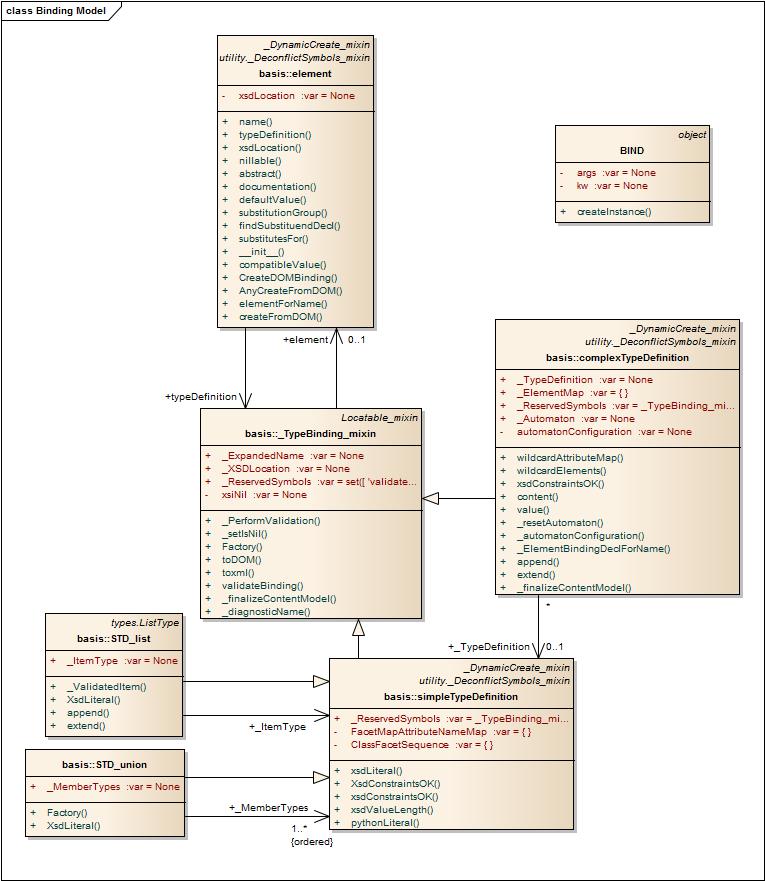 class Binding Model
_DynamicCreate_mixin
utility._DeconflictSymbols_mixin
basis::element
- xsdLocation :var = None
+ name()
+ typeDefinition()
+ xsdLocation()
+ nillable()
+ abstract()
+ documentation()
+ defaultValue()
+ substitutionGroup()
+ findSubstituendDecl()
+ substitutesFor()
+ __init__()
+ compatibleValue()
+ CreateDOMBinding()
+ AnyCreateFromDOM()
+ elementForName()
+ createFromDOM()
object
BIND
- args :var = None
- kw :var = None
+ createInstance()
+element 0..1
+typeDefinition
_DynamicCreate_mixin
utility._DeconflictSymbols_mixin
basis::complexTypeDefinition
+ _TypeDefinition :var = None
+ _ElementMap :var = { }
+ _ReservedSymbols :var = _TypeBinding_mi...
+ _Automaton :var = None
- automatonConfiguration :var = None
+ wildcardAttributeMap()
+ wildcardElements()
+ xsdConstraintsOK()
+ content()
+ value()
+ _resetAutomaton()
+ _automatonConfiguration()
+ _ElementBindingDeclForName()
+ append()
+ extend()
+ _finalizeContentModel()
Locatable_mixin
basis::_TypeBinding_mixin
+ _ExpandedName :var = None
+ _XSDLocation :var = None
+ _ReservedSymbols :var = set([ 'validate...
- xsiNil :var = None
+ _PerformValidation()
+ _setIsNil()
+ Factory()
+ toDOM()
+ toxml()
+ validateBinding()
+ _finalizeContentModel()
+ _diagnosticName()
*
+_TypeDefinition 0..1
types.ListType
basis::STD_list
+ _ItemType :var = None
+ _ValidatedItem()
+ XsdLiteral()
+ append()
+ extend()
+_ItemType
_DynamicCreate_mixin
utility._DeconflictSymbols_mixin
basis::simpleTypeDefinition
+ _ReservedSymbols :var = _TypeBinding_mi...
- FacetMapAttributeNameMap :var = { }
- ClassFacetSequence :var = { }
+ xsdLiteral()
+ XsdConstraintsOK()
+ xsdConstraintsOK()
+ xsdValueLength()
+ pythonLiteral()
basis::STD_union
+ _MemberTypes :var = None
+ Factory()
+ XsdLiteral()
+_MemberTypes
1..*
{ordered}